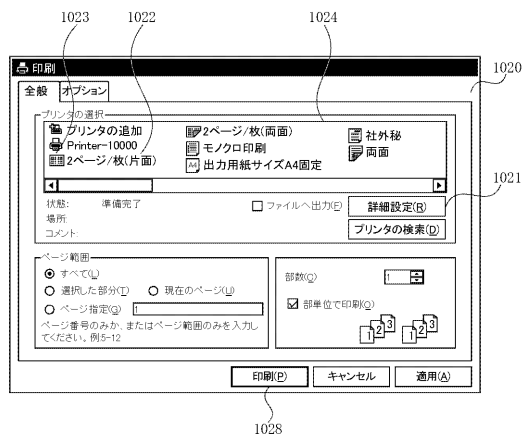 1023 1022 1024
印刷
1020
全般 オプション
プリンタの選択
プリンタの追加 2ページ/枚(両面) 社外秘
Printer-10000 モノクロ印刷 両面
2ページ/枚(片面) A4 出力用紙サイズA4固定
1021
状態: 準備完了 ファイルへ出力(F) 詳細設定(R)
場所:
コメント: プリンタの検索(D)
ページ範囲
すべて(L)
選択した部分(T) 現在のページ(U)
ページ指定(G) 1
ページ番号のみか、またはページ範囲のみを入力し
てください。例.5-12
部数(C) 1
部単位で印刷(O)
1 2 3 1 2 3
印刷(P) キャンセル 適用(A)
1028